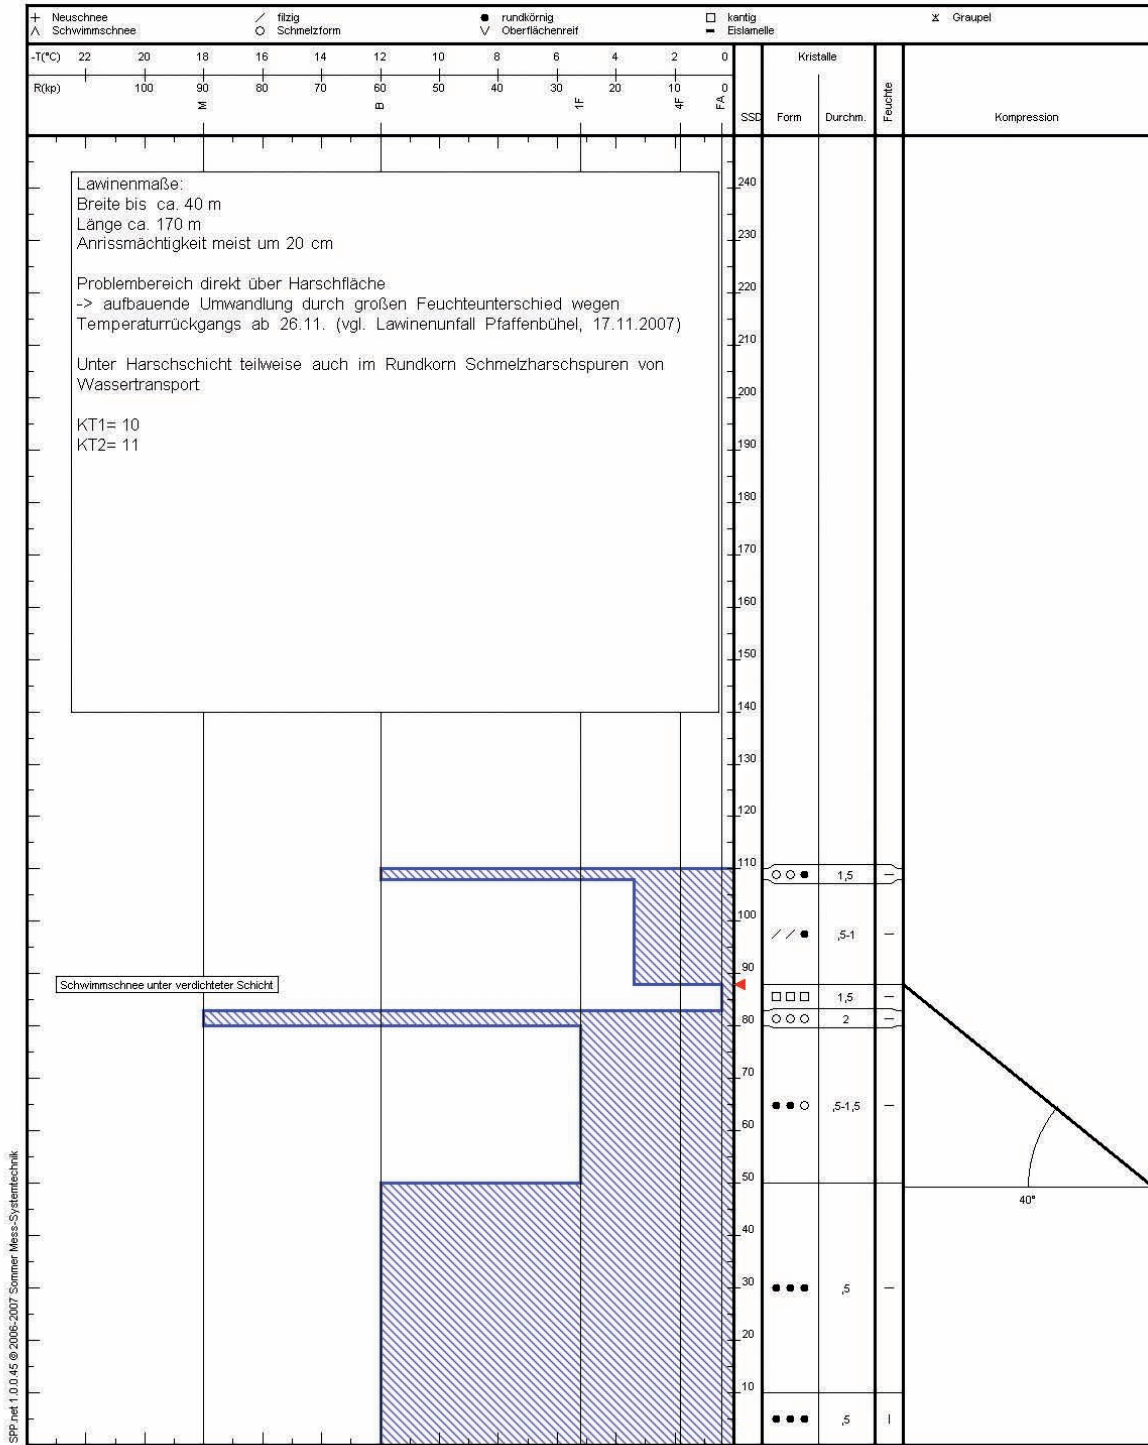 + Neuschnee / filzig ● rundkörnig □ kantig Graupel
∧ Schwimmschnee ○ Schmelzform ∨ Oberflächenreif Eislamelle
-T(°C) 22 20 18 16 14 12 10 8 6 4 2 0
Kristalle
R(kp) 100 90 80 70 60 50 40 30 20 10 0
M B 1F 4F FA
SSD Form Durchm. Feuchte Kompression
Lawinenmaße:
Breite bis ca. 40 m
Länge ca. 170 m
Anrissmächtigkeit meist um 20 cm
Problembereich direkt über Harschfläche
-> aufbauende Umwandlung durch großen Feuchteunterschied wegen
Temperaturrückgangs ab 26.11. (vgl. Lawinenunfall Pfaffenbühel, 17.11.2007)
Unter Harschschicht teilweise auch im Rundkorn Schmelzharschspuren von
Wassertransport
KT1= 10
KT2= 11
240
230
220
210
200
190
180
170
160
150
140
130
120
110
○ ○ ● 1,5 –
100
/ / ● ,5-1 –
90
Schwimmschnee unter verdichteter Schicht
□ □ □ 1,5 –
80
○ ○ ○ 2 –
70
● ● ○ ,5-1,5 –
60
50
40°
40
30
● ● ● ,5 –
20
10
● ● ● ,5 |
SPP.net 1.0.0.45 © 2006-2007 Sommer Mess-Systemtechnik